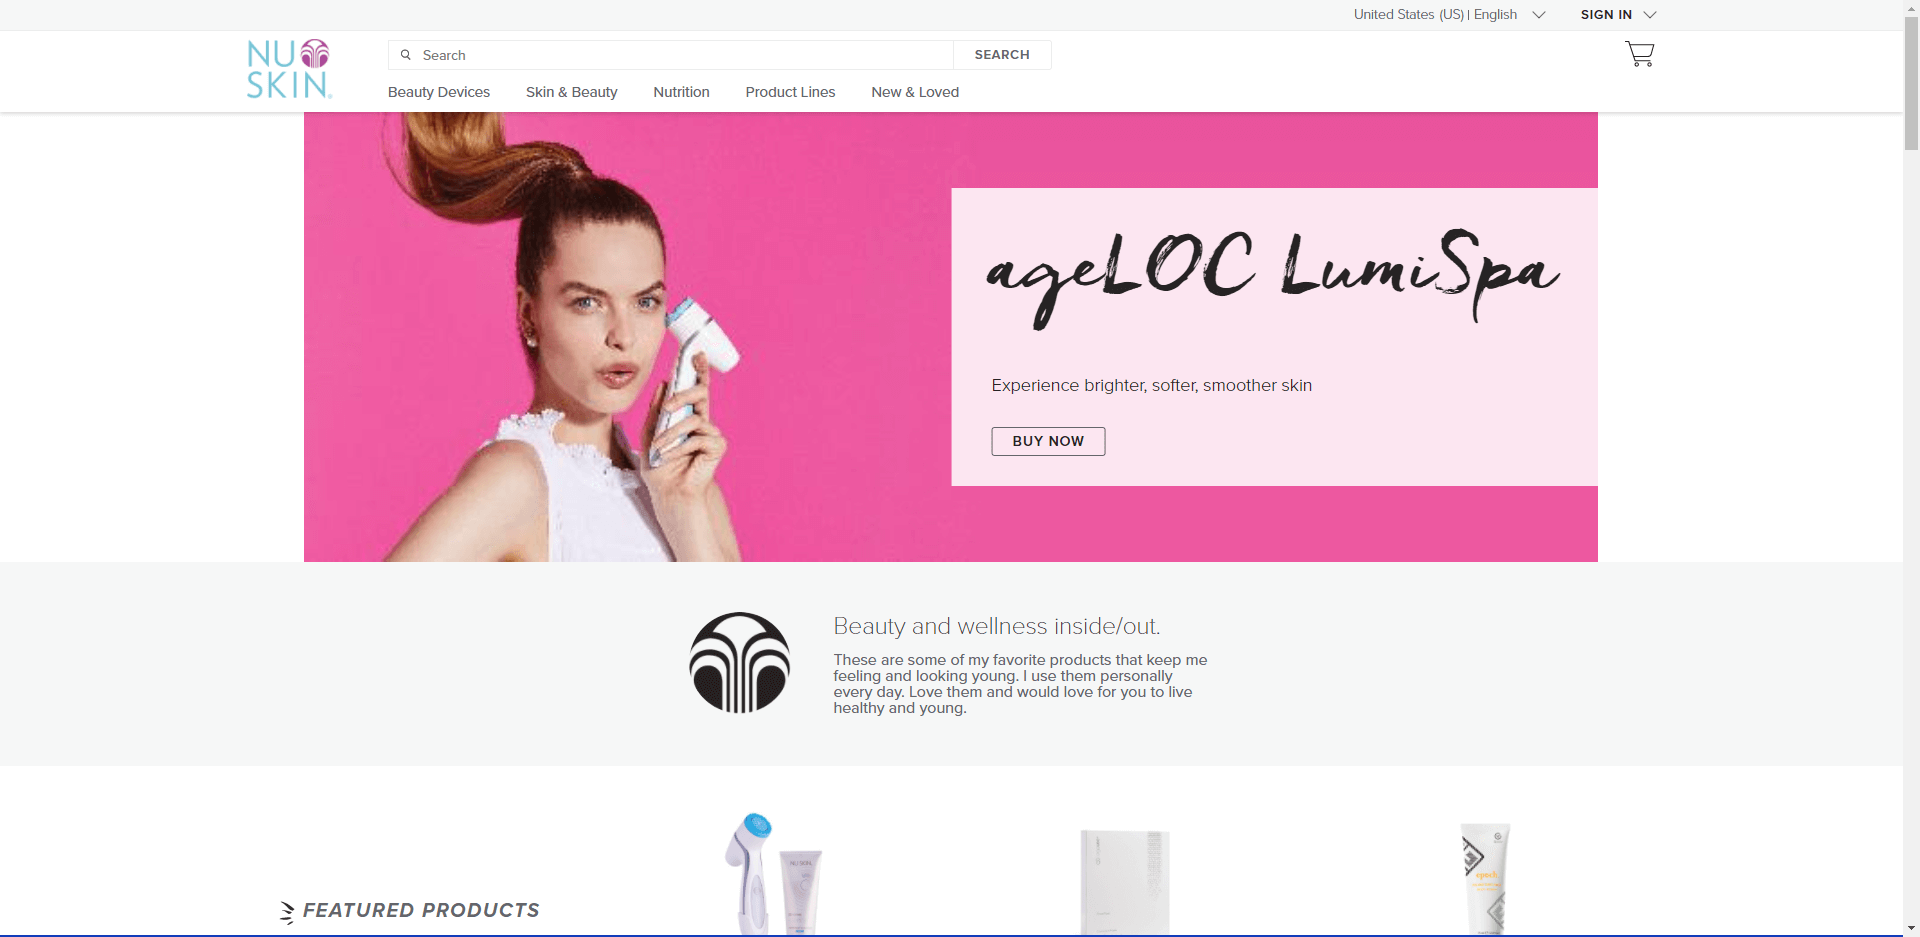 United States (US) | English
SIGN IN
NU
SKIN
Search
SEARCH
Beauty Devices
Skin & Beauty
Nutrition
Product Lines
New & Loved
ageLOC LumiSpa
Experience brighter, softer, smoother skin
BUY NOW
Beauty and wellness inside/out.
These are some of my favorite products that keep me
feeling and looking young. I use them personally
every day. Love them and would love for you to live
healthy and young.
FEATURED PRODUCTS
NU SKIN
epoch